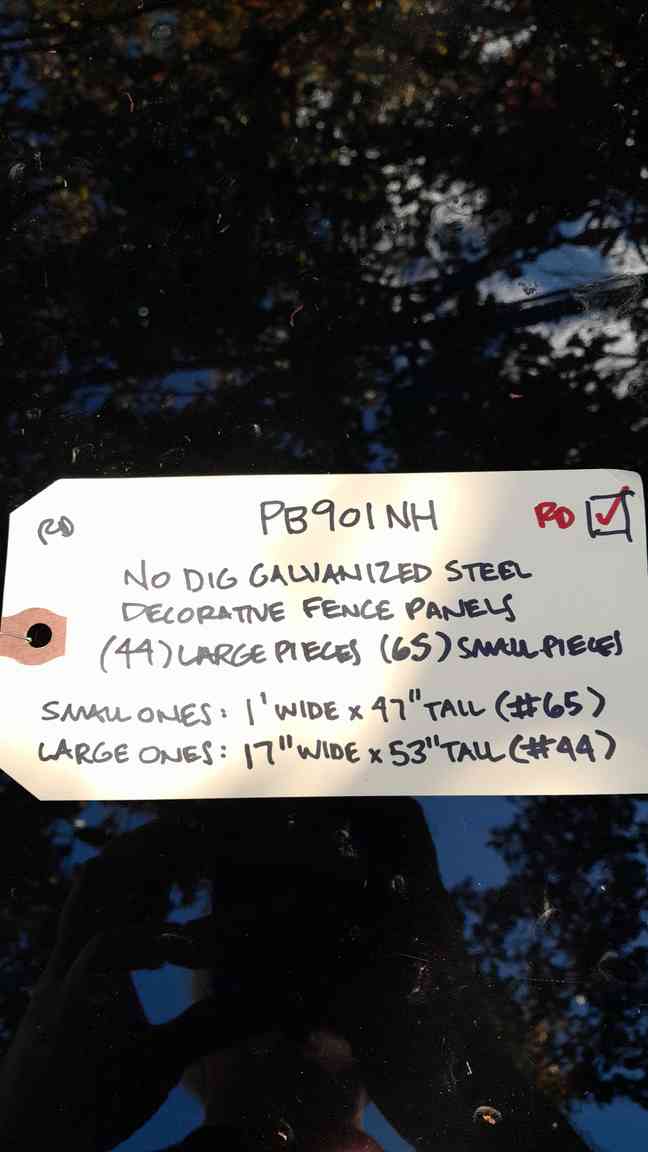 RD PB901NH RD
NO DIG GALVANIZED STEEL
DECORATIVE FENCE PANELS
(44) LARGE PIECES (65) SMALL PIECES
SMALL ONES: 1' WIDE x 47" TALL (#65)
LARGE ONES: 17" WIDE x 53" TALL (#44)